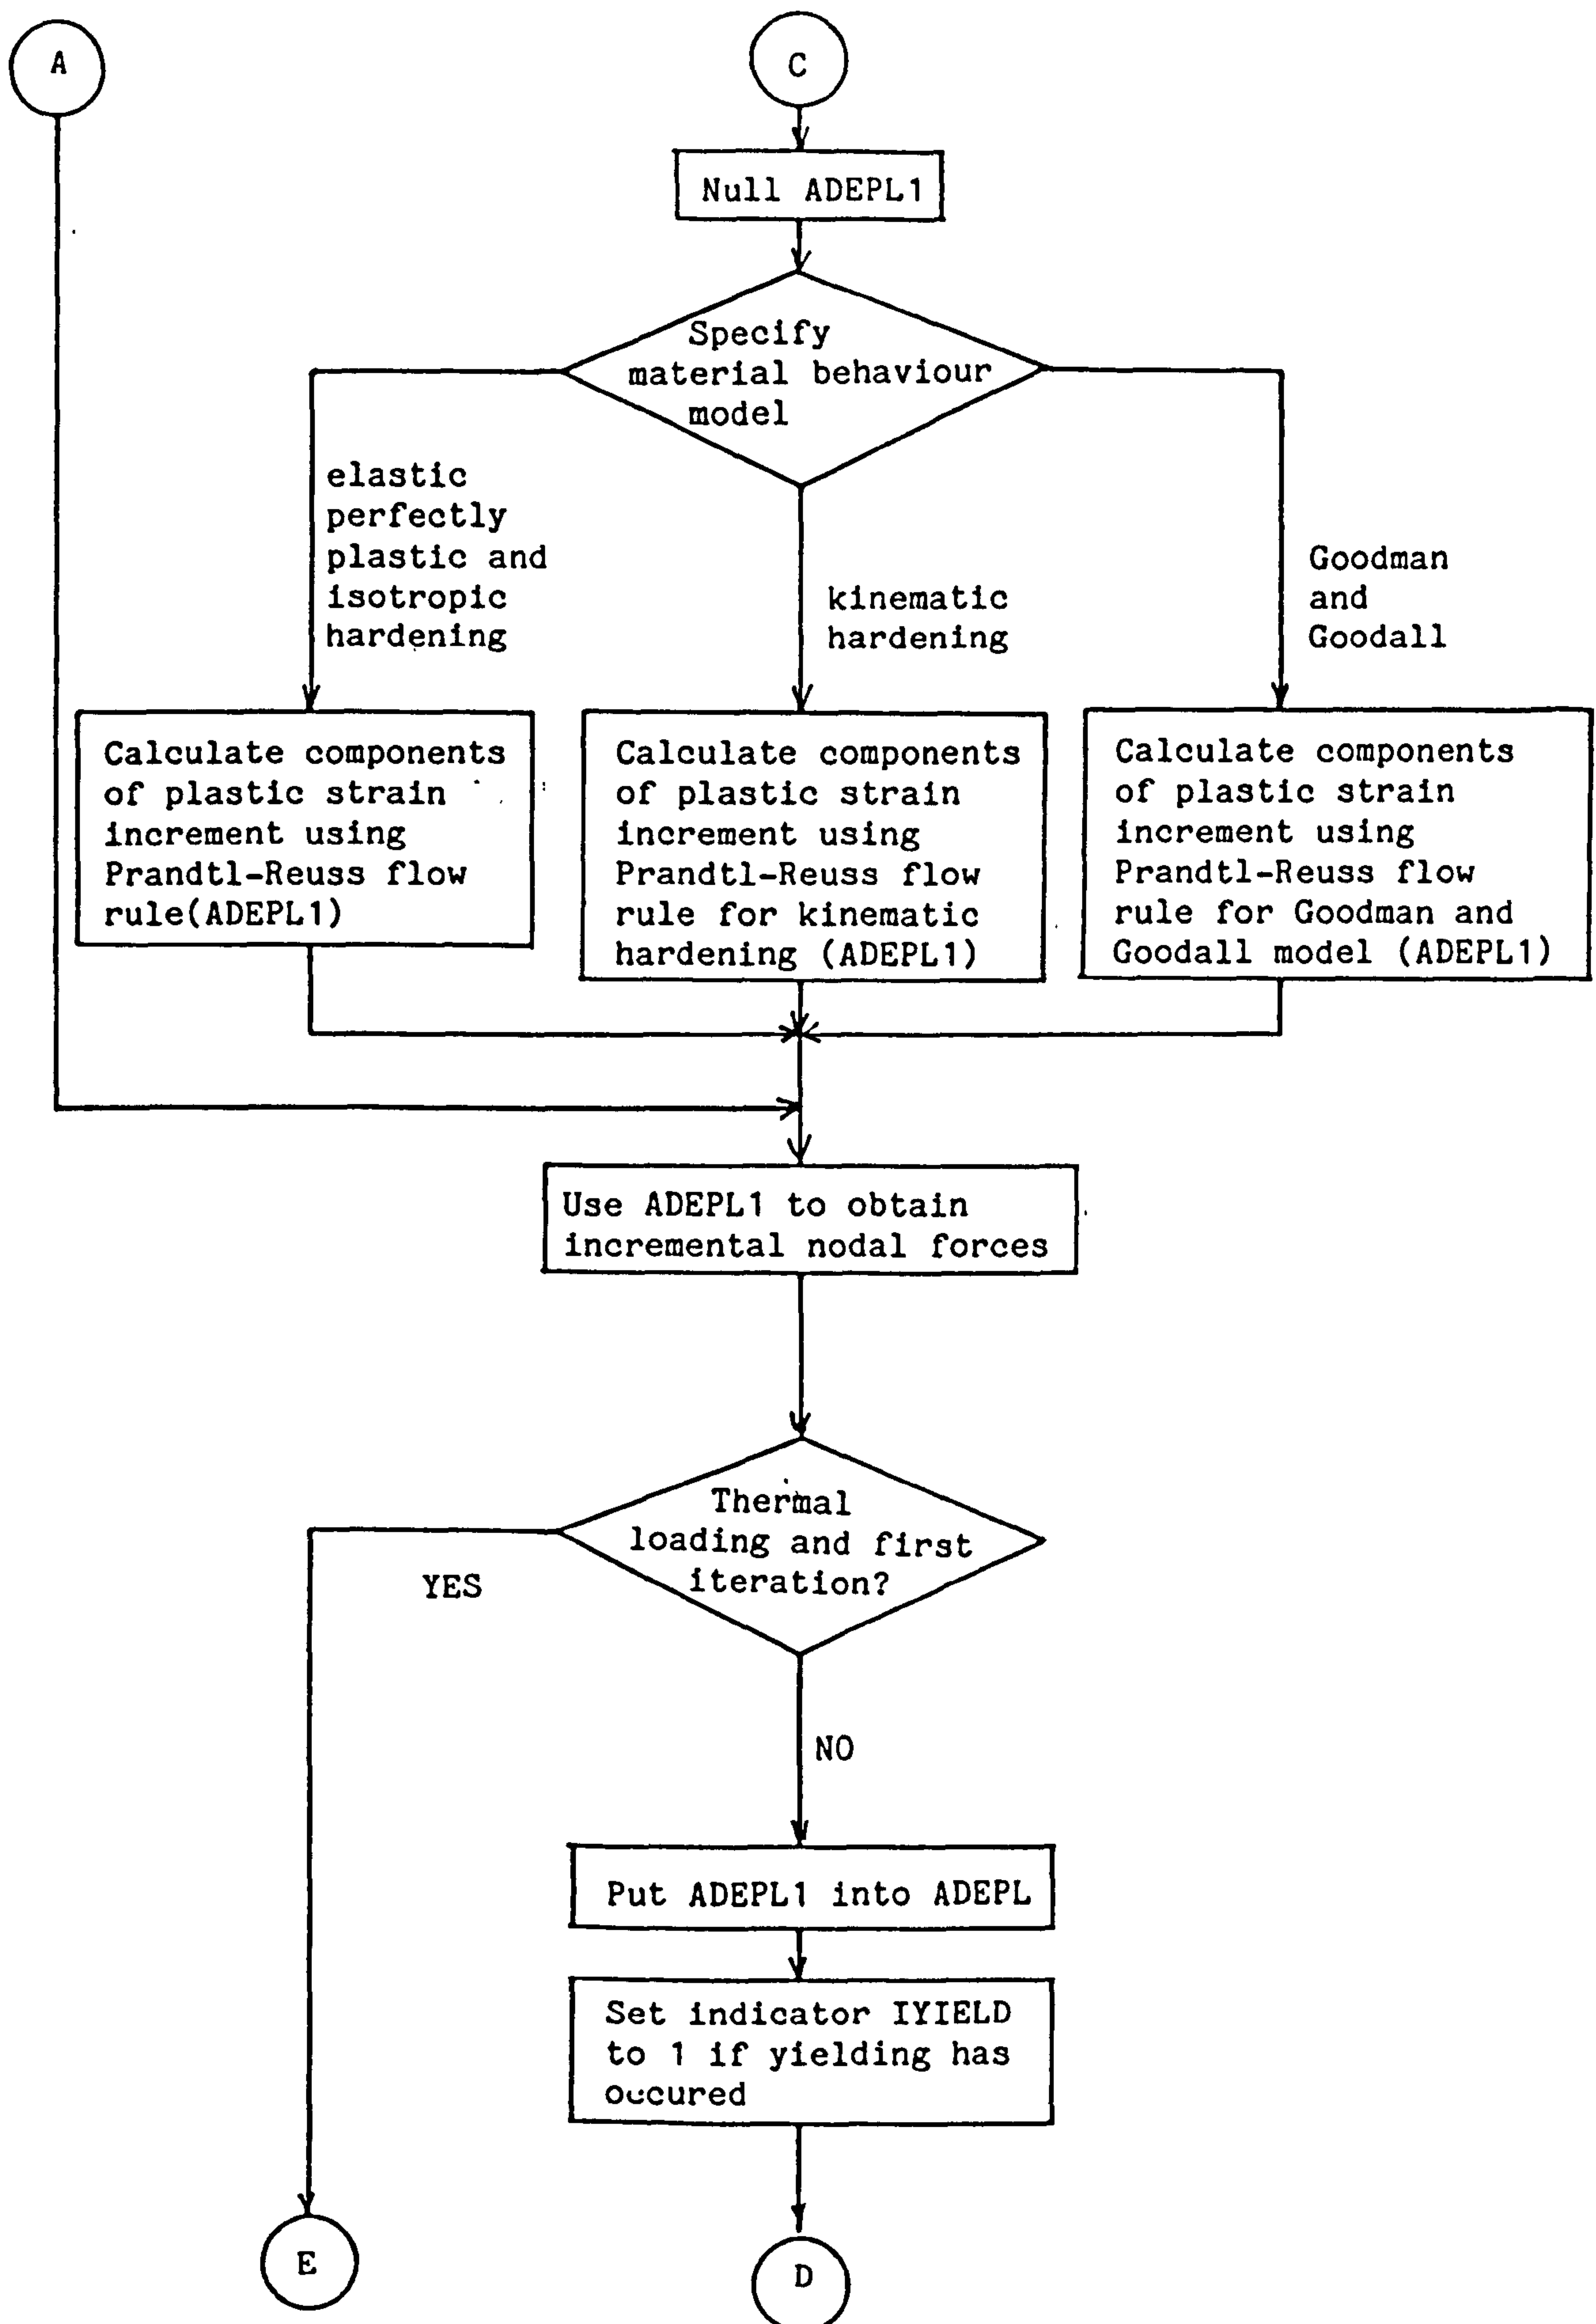 A
C
Null ADEPL1
Specify
material behaviour
model
elastic
perfectly
plastic and
isotropic
hardening
kinematic
hardening
Goodman
and
Goodall
Calculate components
of plastic strain
increment using
Prandtl-Reuss flow
rule(ADEPL1)
Calculate components
of plastic strain
increment using
Prandtl-Reuss flow
rule for kinematic
hardening (ADEPL1)
Calculate components
of plastic strain
increment using
Prandtl-Reuss flow
rule for Goodman and
Goodall model (ADEPL1)
Use ADEPL1 to obtain
incremental nodal forces
Thermal
loading and first
iteration?
YES
NO
Put ADEPL1 into ADEPL
Set indicator IYIELD
to 1 if yielding has
occured
E
D